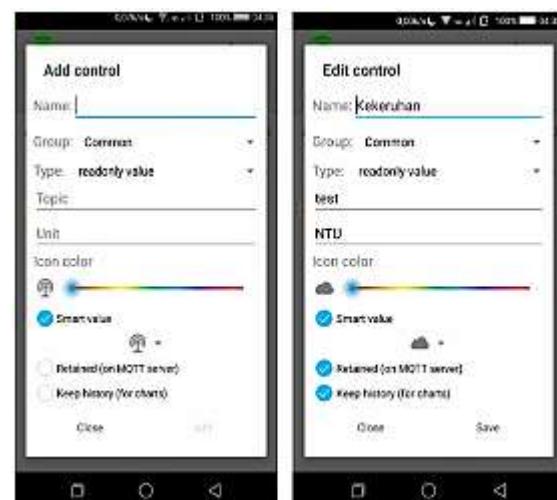 Add control
Name:
Group: Common
Type: readonly value
Topic
Unit
Icon color
Smart value
Retained (on MQTT server)
Keep history (for charts)
Close
100%
Edit control
Name: Kekeruhan
Group: Common
Type: readonly value
test
NTU
Icon color
Smart value
Retained (on MQTT server)
Keep history (for charts)
Close Save